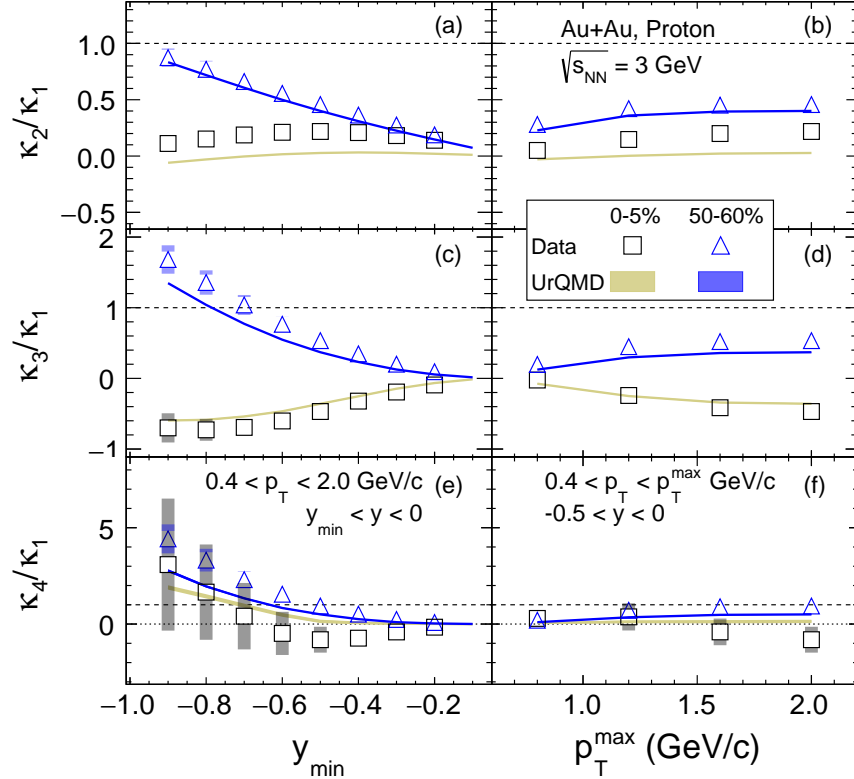 (a)
(b)
Au+Au, Proton
√s_NN = 3 GeV
κ2/κ1
1.0
0.5
0.0
−0.5
0-5% 50-60%
Data
UrQMD
(c)
(d)
κ3/κ1
2
1
0
−1
0.4 < p_T < 2.0 GeV/c (e)
y_min < y < 0
0.4 < p_T < p_T^max GeV/c (f)
-0.5 < y < 0
κ4/κ1
5
0
−1.0 −0.8 −0.6 −0.4 −0.2
1.0 1.5 2.0
y_min
p_T^max (GeV/c)